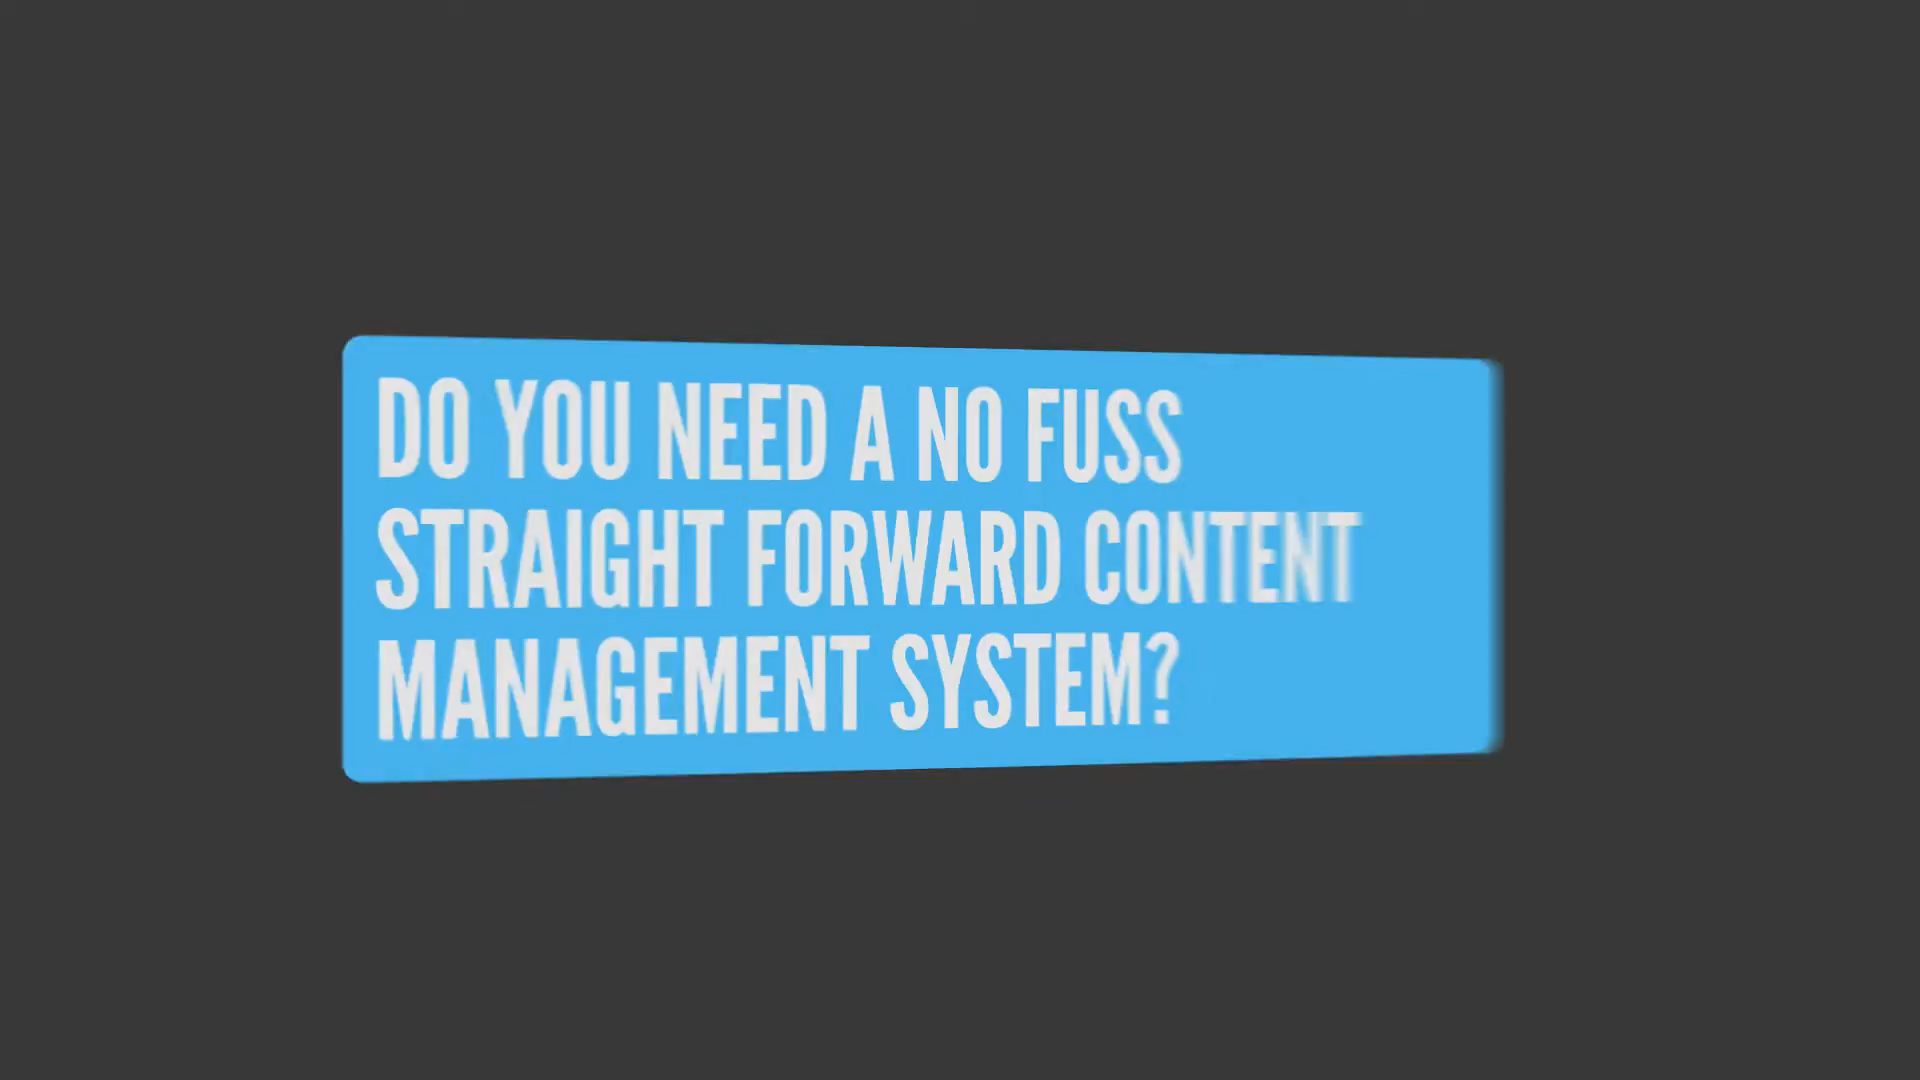 DO YOU NEED A NO FUSS
STRAIGHT FORWARD CONTENT
MANAGEMENT SYSTEM?